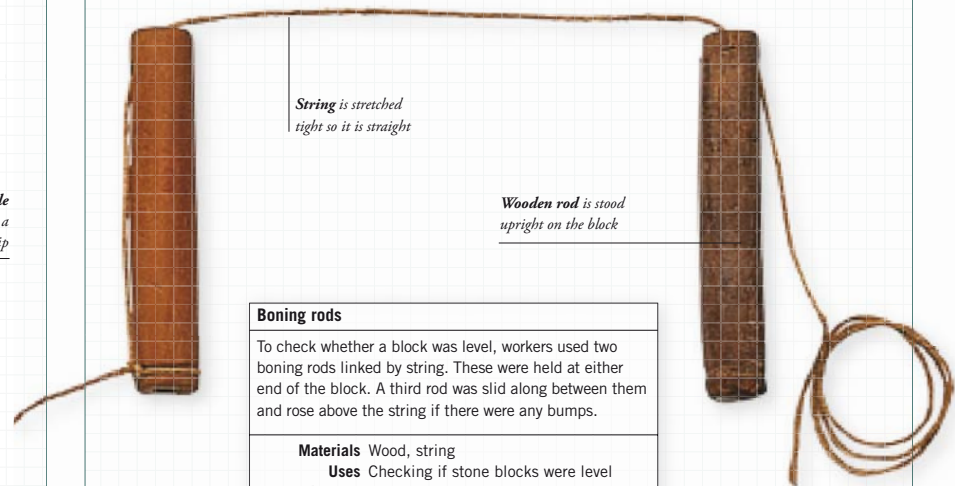 String is stretched
tight so it is straight
le
a
ip
Wooden rod is stood
upright on the block
Boning rods
To check whether a block was level, workers used two
boning rods linked by string. These were held at either
end of the block. A third rod was slid along between them
and rose above the string if there were any bumps.
Materials Wood, string
Uses Checking if stone blocks were level